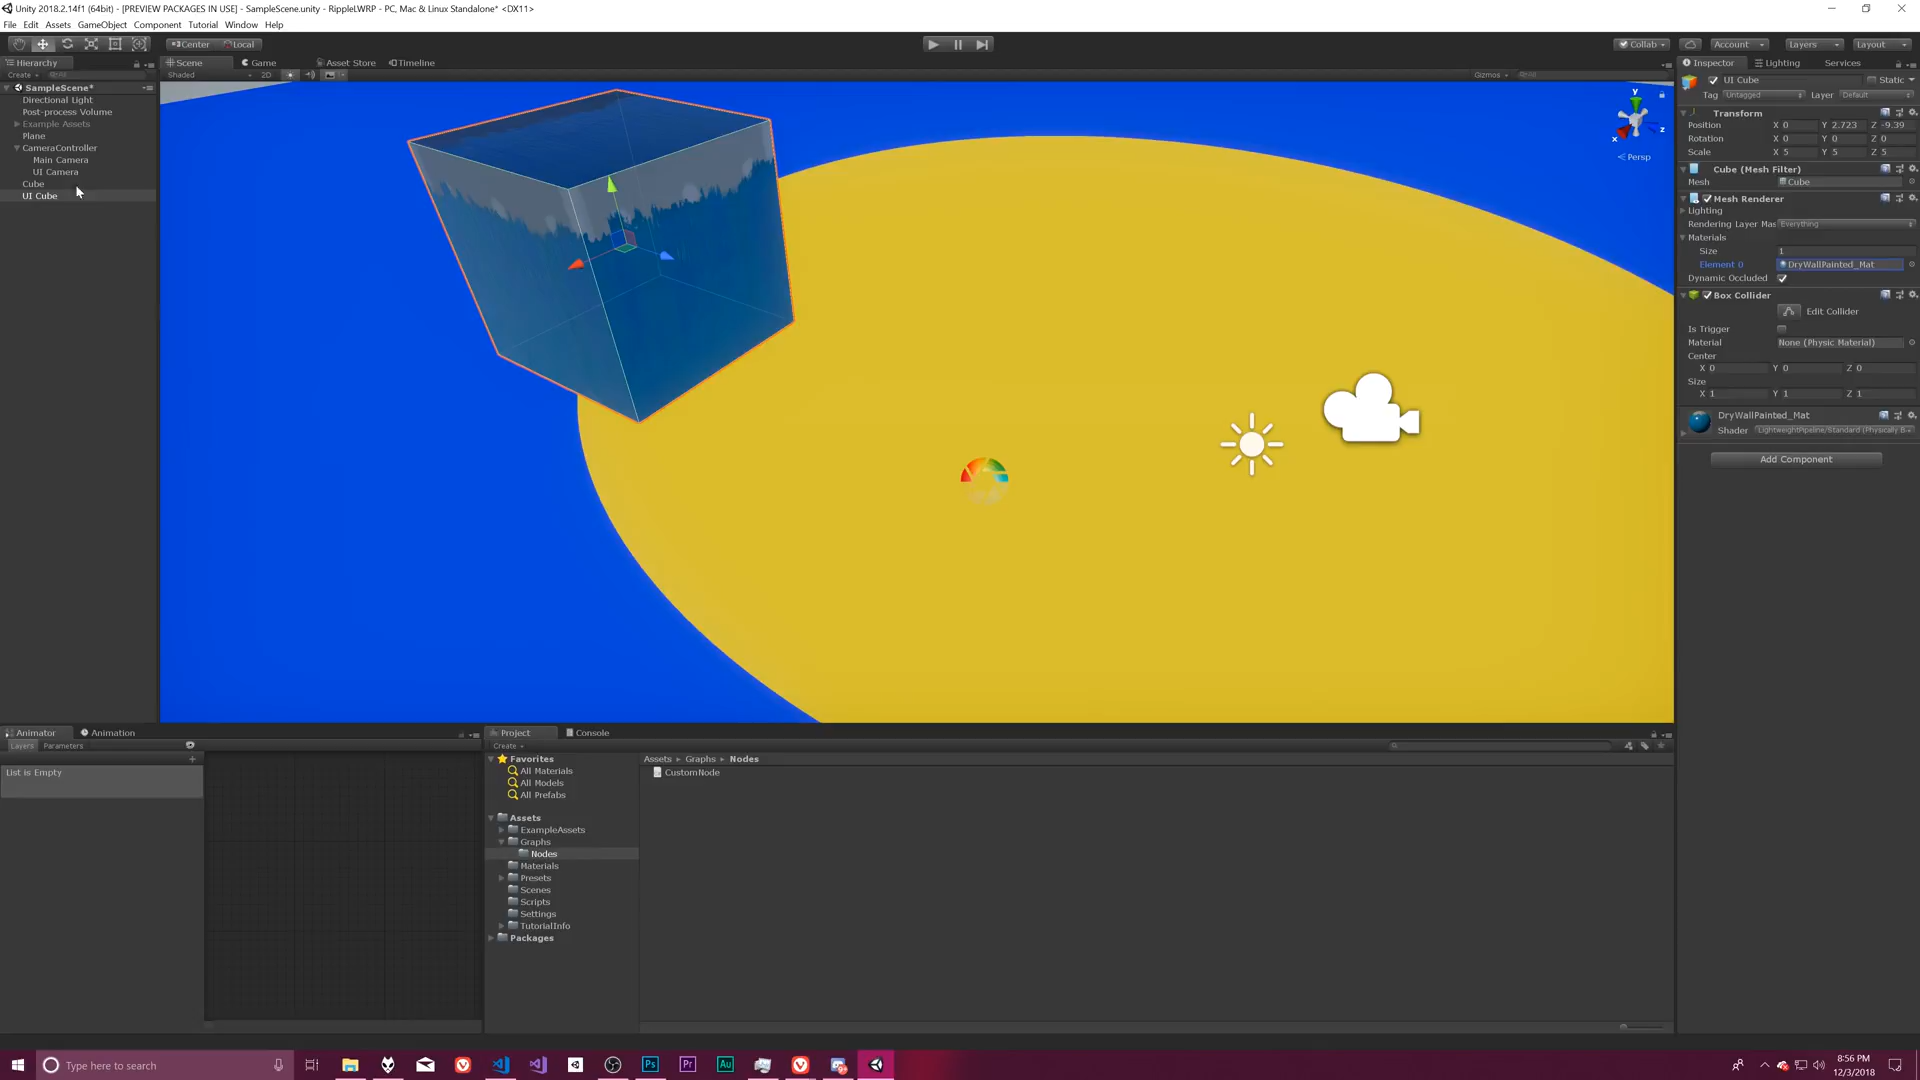 Unity 2018.2.14f1 (64bit) - [PREVIEW PACKAGES IN USE] - SampleScene.unity - RippleLWRP - PC, Mac & Linux Standalone* <DX11>
File Edit Assets GameObject Component Tutorial Window Help
Center Local
Collab Account Layers Layout
Hierarchy
Scene Game Asset Store Timeline
Inspector Lighting Services
Create All
Shaded 2D Gizmos All
SampleScene*
Directional Light
Post-process Volume
Example Assets
Plane
CameraController
Main Camera
UI Camera
Cube
UI Cube
y
x
z
Persp
UI Cube Static
Tag Untagged Layer Default
Transform
Position X 0 Y 2.723 Z -9.39
Rotation X 0 Y 0 Z 0
Scale X 5 Y 5 Z 5
Cube (Mesh Filter)
Mesh Cube
Mesh Renderer
Lighting
Rendering Layer Mas Everything
Materials
Size 1
Element 0 DryWallPainted_Mat
Dynamic Occluded
Box Collider
Edit Collider
Is Trigger
Material None (Physic Material)
Center
X 0 Y 0 Z 0
Size
X 1 Y 1 Z 1
DryWallPainted_Mat
Shader LightweightPipeline/Standard (Physically B
Add Component
Animator Animation
Layers Parameters
List is Empty
Project Console
Create
Favorites
All Materials
All Models
All Prefabs
Assets
ExampleAssets
Graphs
Nodes
Materials
Presets
Scenes
Scripts
Settings
TutorialInfo
Packages
Assets Graphs Nodes
CustomNode
Type here to search
Ps Pr Au
8:56 PM
12/3/2018